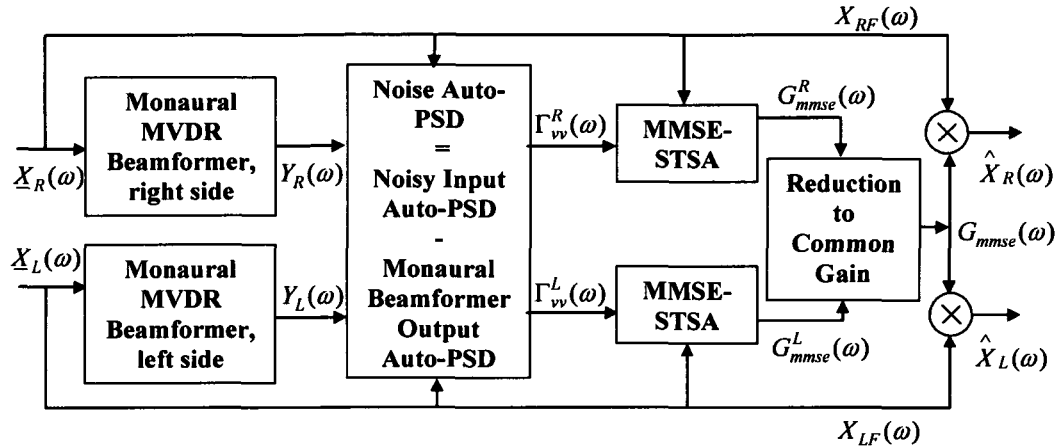 X_RF(ω)
Monaural
MVDR
Beamformer,
right side
X_R(ω)
Y_R(ω)
Noise Auto-
PSD
=
Noisy Input
Auto-PSD
-
Monaural
Beamformer
Output
Auto-PSD
Γ^R_vv(ω)
MMSE-
STSA
G^R_mmse(ω)
×
X̂_R(ω)
Reduction
to
Common
Gain
G_mmse(ω)
X_L(ω)
Monaural
MVDR
Beamformer,
left side
Y_L(ω)
Γ^L_vv(ω)
MMSE-
STSA
G^L_mmse(ω)
×
X̂_L(ω)
X_LF(ω)